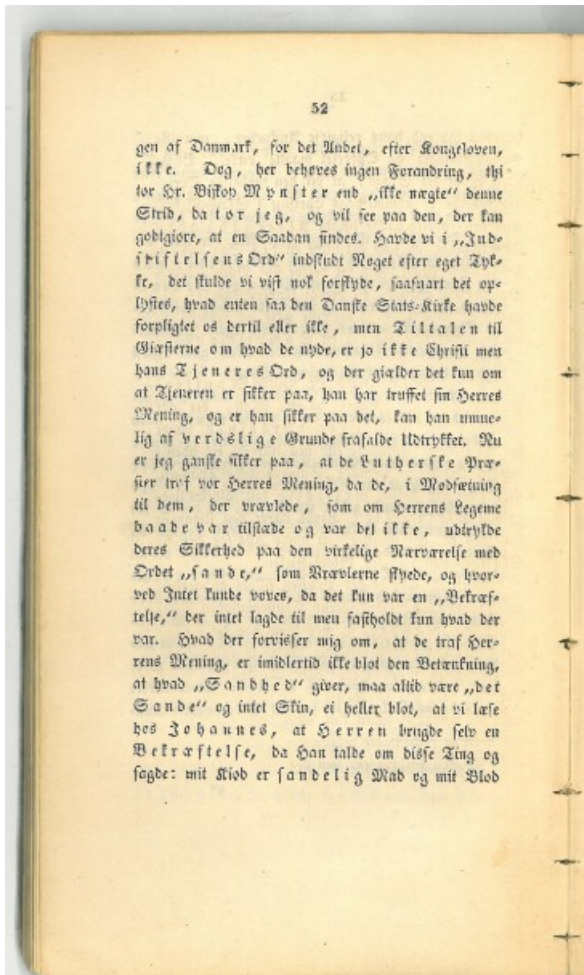 52
gen af Danmark, for det Andet, efter Kongeloven,
ikke. Dog, her behøves ingen Forandring, thi
tor Hr. Biskop Mynster end „ikke nægte“ denne
Strid, da tor jeg, og vil see paa den, der kan
godtgiøre, at en Saadan findes. Havde vi i „Ind-
stiftelsens Ord“ indskudt Noget efter eget Tyk-
ke, det skulde vi vist nok forskyde, saasnart det op-
lystes, hvad enten saa den Danske Stats-Kirke havde
forpligtet os dertil eller ikke, men Tiltalen til
Giæsterne om hvad de nyde, er jo ikke Christi men
hans Tjeneres Ord, og der giælder det kun om
at Tjeneren er sikker paa, han har truffet sin Herres
Mening, og er han sikker paa det, kan han umue-
lig af verdslige Grunde frafalde Udtrykket. Nu
er jeg ganske sikker paa, at de Lutherske Præ-
ster traf vor Herres Mening, da de, i Modsætning
til dem, der vrævlede, som om Herrens Legeme
baade var tilstæde og var det ikke, udtrykde
deres Sikkerhed paa den virkelige Nærværelse med
Ordet „sande,“ som Vrævlerne skyede, og hvor-
ved Intet kunde voves, da det kun var en „Bekræf-
telse,“ der intet lagde til men fastholdt kun hvad der
var. Hvad der forvisser mig om, at de traf Her-
rens Mening, er imidlertid ikke blot den Betænkning,
at hvad „Sandhed“ giver, maa altid være „det
Sande“ og intet Skin, ei heller blot, at vi læse
hos Johannes, at Herren brugde selv en
Bekræftelse, da Han talde om disse Ting og
sagde: mit Kiød er sandelig Mad og mit Blod